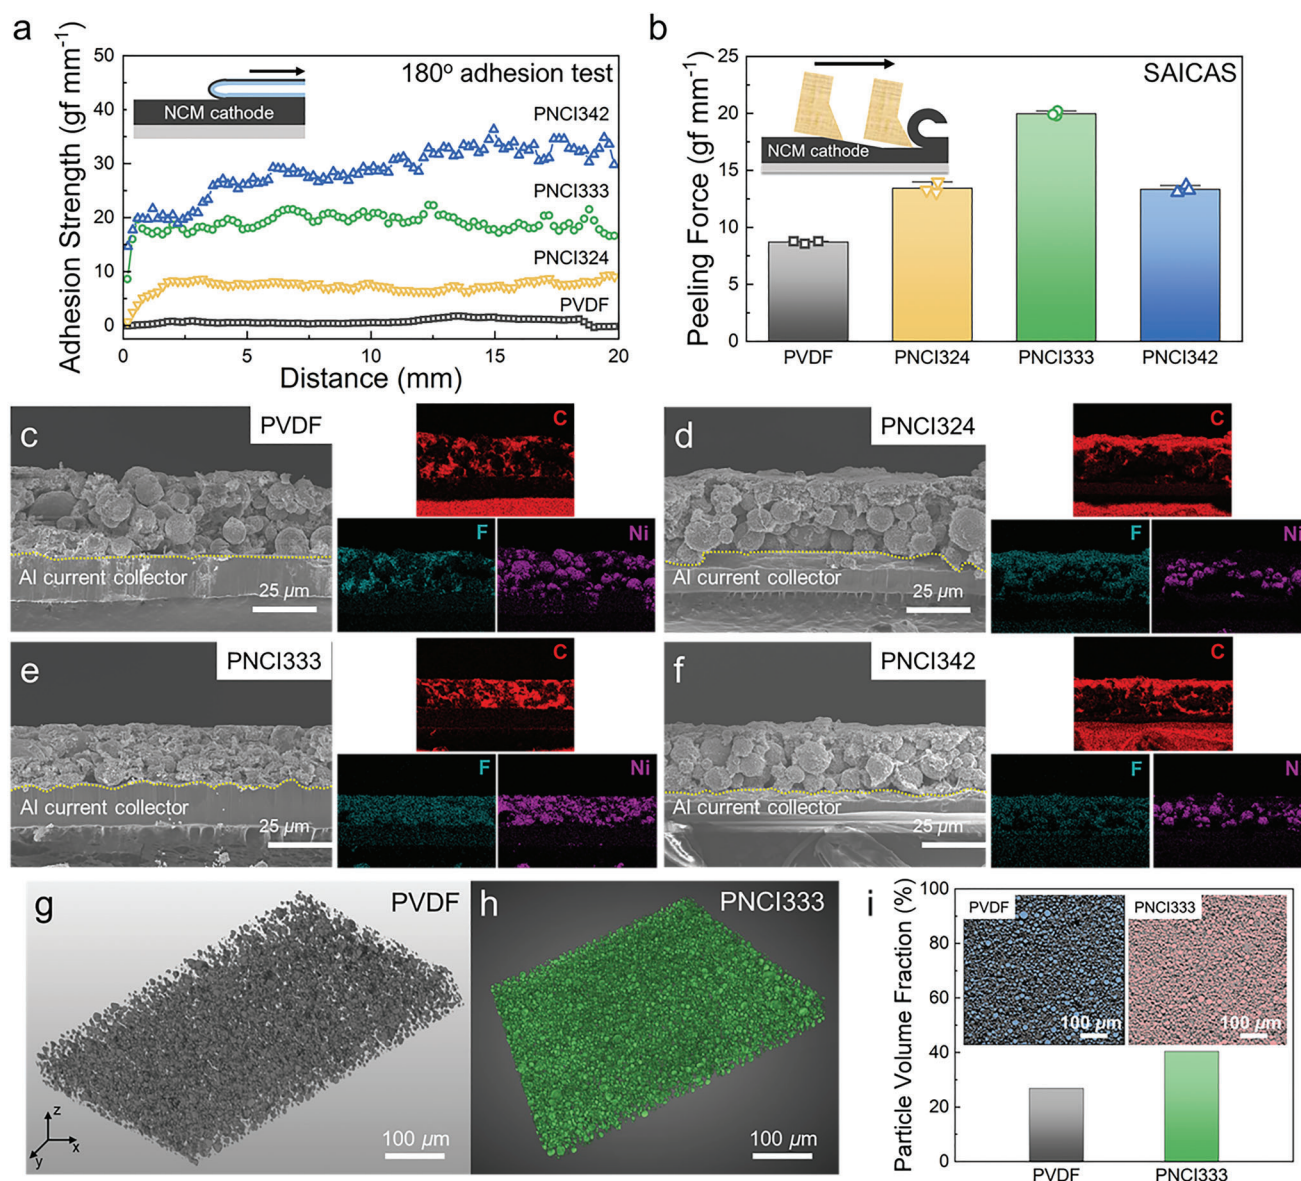 a
180° adhesion test
Adhesion Strength (gf mm⁻¹)
50
40
30
20
10
0
NCM cathode
PNCI342
PNCI333
PNCI324
PVDF
0
5
10
15
20
Distance (mm)
b
SAICAS
Peeling Force (gf mm⁻¹)
25
20
15
10
5
0
NCM cathode
PVDF
PNCI324
PNCI333
PNCI342
c
PVDF
Al current collector
25 µm
C
F
Ni
d
PNCI324
Al current collector
25 µm
C
F
Ni
e
PNCI333
Al current collector
25 µm
C
F
Ni
f
PNCI342
Al current collector
25 µm
C
F
Ni
g
PVDF
z
x
y
100 µm
h
PNCI333
100 µm
i
Particle Volume Fraction (%)
100
80
60
40
20
0
PVDF
100 µm
PNCI333
100 µm
PVDF
PNCI333